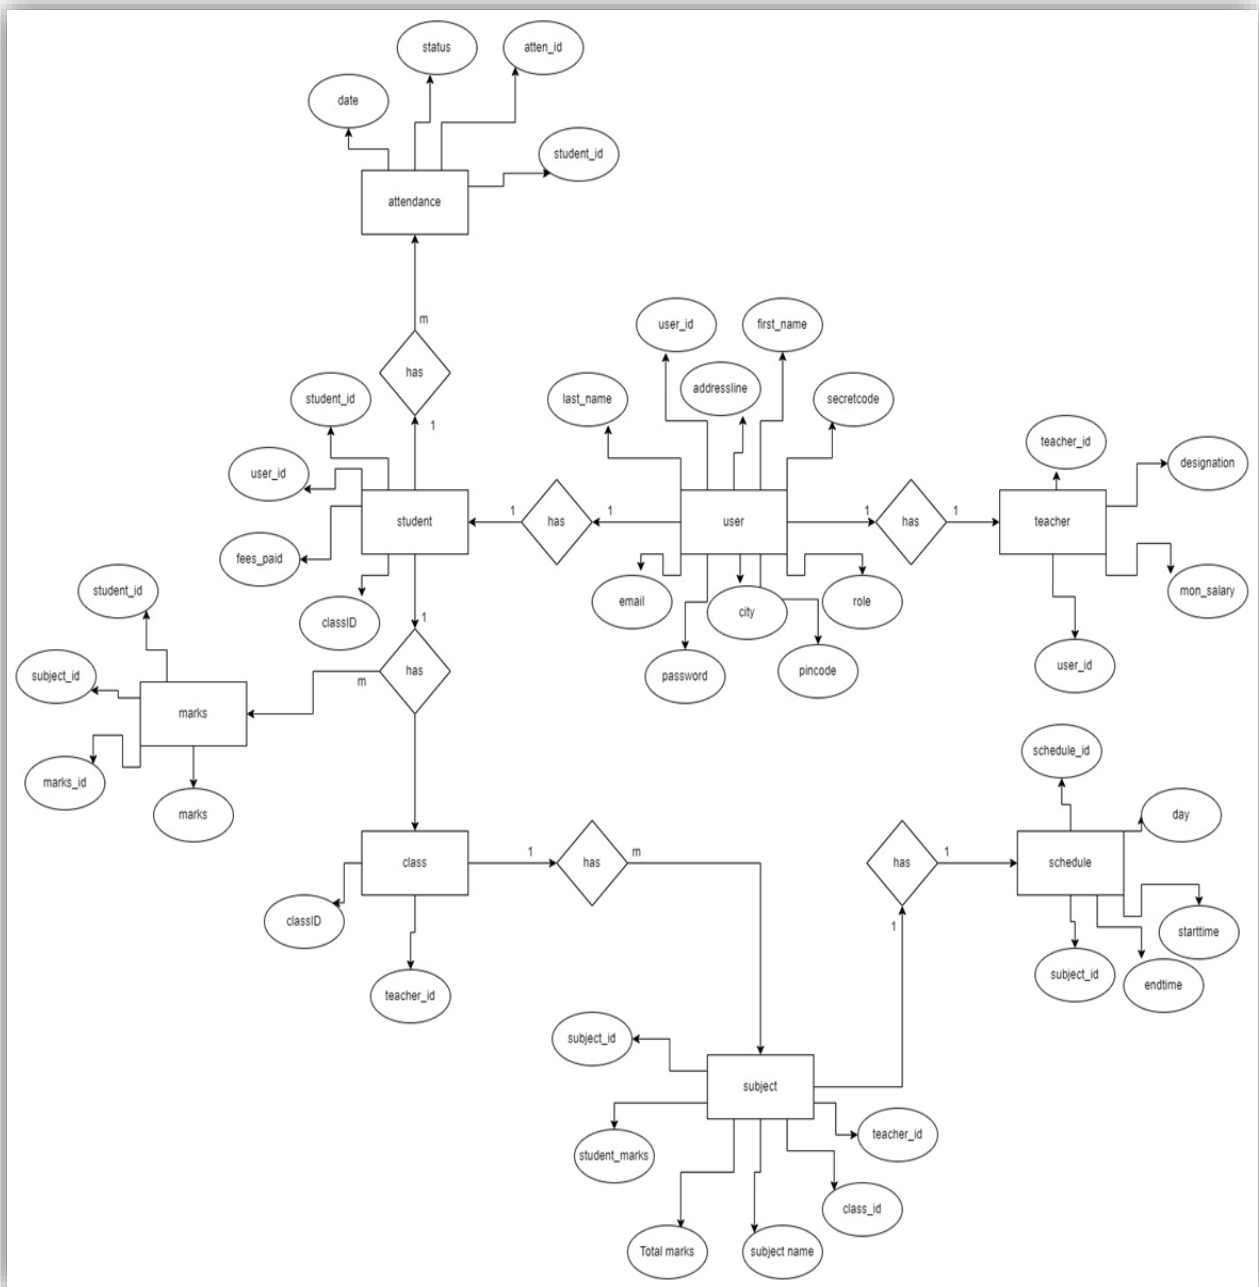 status
atten_id
date
student_id
attendance
m
has
1
user_id
first_name
addressline
last_name
secretcode
student_id
user_id
teacher_id
designation
student
1
has
1
user
1
has
1
teacher
fees_paid
classID
email
city
role
mon_salary
password
pincode
user_id
student_id
1
has
m
subject_id
marks
marks_id
marks
schedule_id
day
class
1
has
m
has
1
schedule
classID
1
starttime
subject_id
endtime
teacher_id
subject_id
subject
teacher_id
student_marks
class_id
Total marks
subject name